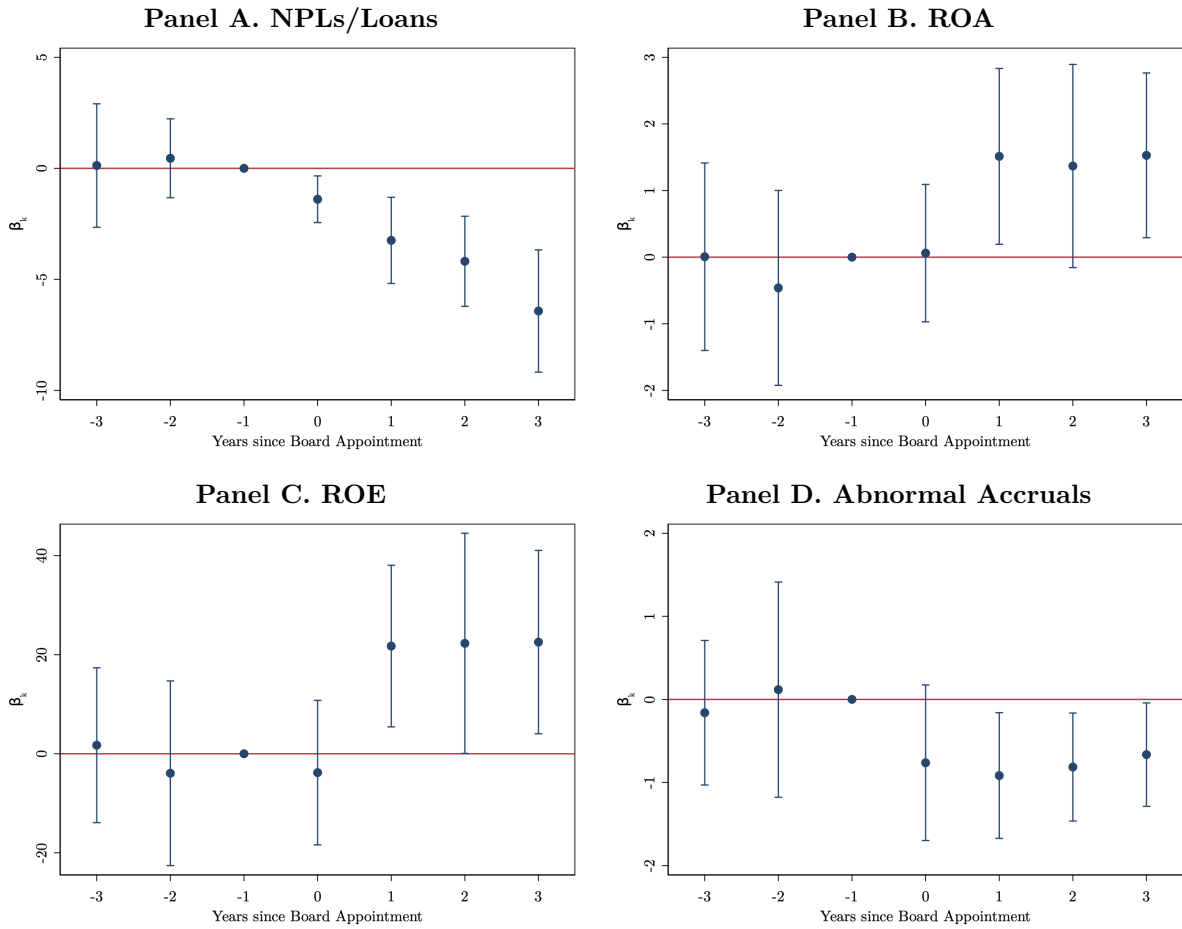 Panel A. NPLs/Loans
5
0
-5
-10
βk
-3 -2 -1 0 1 2 3
Years since Board Appointment
Panel B. ROA
3
2
1
0
-1
-2
βk
-3 -2 -1 0 1 2 3
Years since Board Appointment
Panel C. ROE
40
20
0
-20
βk
-3 -2 -1 0 1 2 3
Years since Board Appointment
Panel D. Abnormal Accruals
2
1
0
-1
-2
βk
-3 -2 -1 0 1 2 3
Years since Board Appointment